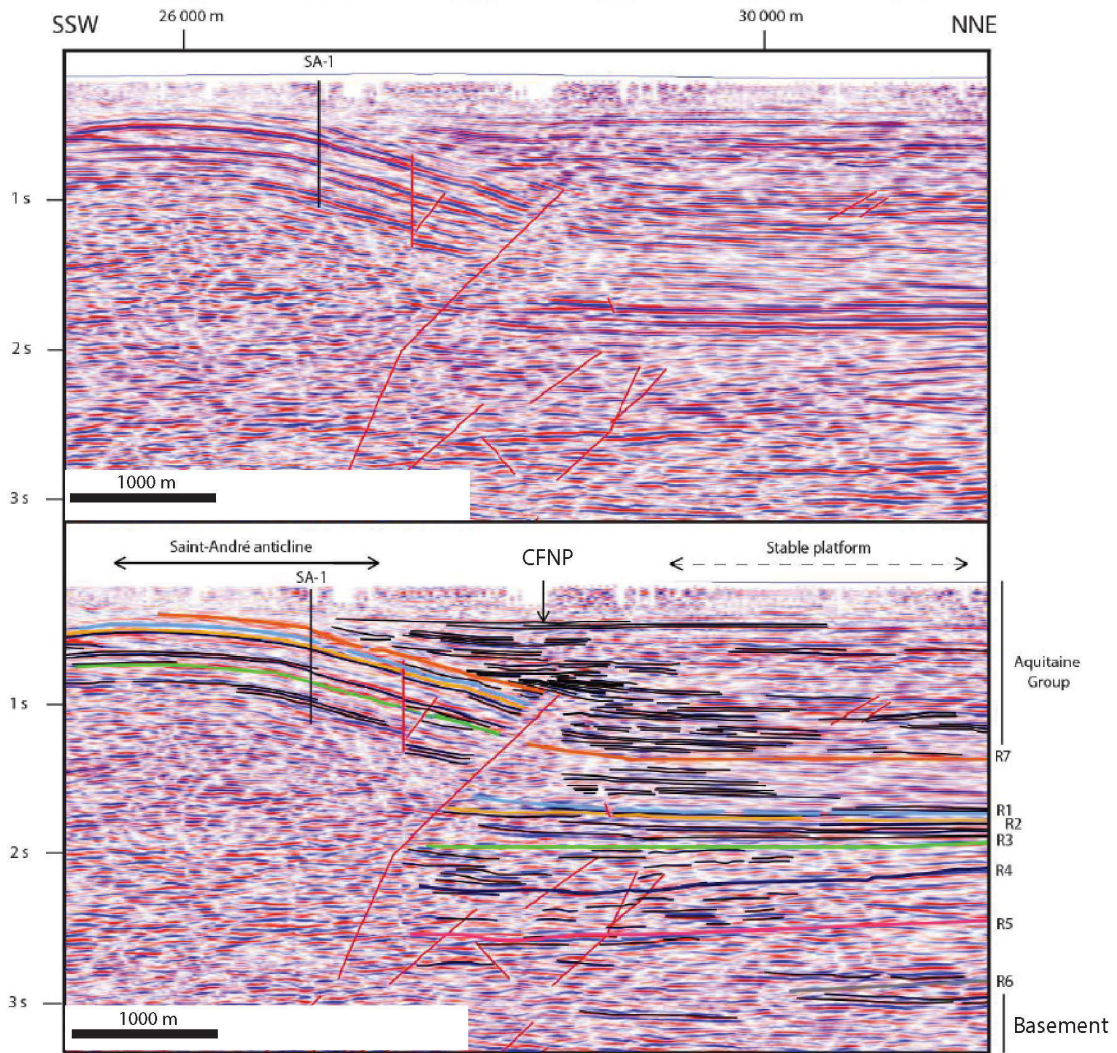 26 000 m
30 000 m
SSW
NNE
SA-1
1 s
2 s
3 s
1000 m
Saint-André anticline
CFNP
Stable platform
SA-1
Aquitaine
Group
1 s
R7
R1
R2
R3
2 s
R4
R5
R6
3 s
1000 m
Basement